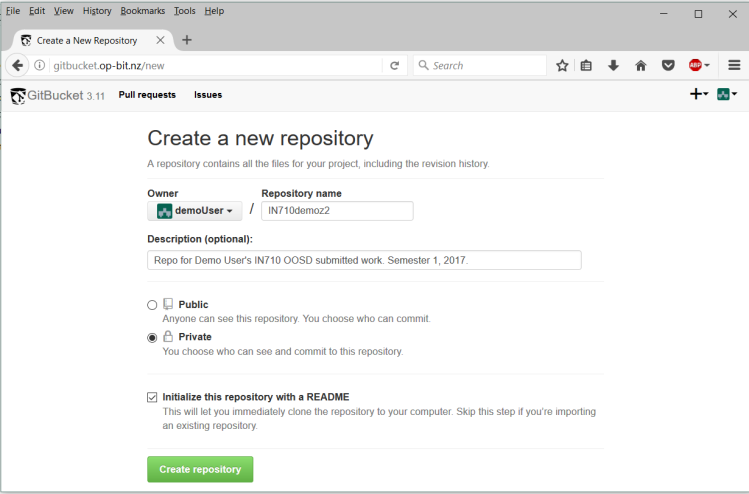 File Edit View History Bookmarks Tools Help
Create a New Repository
gitbucket.op-bit.nz/new
Search
ABP
GitBucket 3.11 Pull requests Issues
Create a new repository
A repository contains all the files for your project, including the revision history.
Owner Repository name
demoUser / IN710demoz2
Description (optional):
Repo for Demo User's IN710 OOSD submitted work. Semester 1, 2017.
Public
Anyone can see this repository. You choose who can commit.
Private
You choose who can see and commit to this repository.
Initialize this repository with a README
This will let you immediately clone the repository to your computer. Skip this step if you're importing
an existing repository.
Create repository